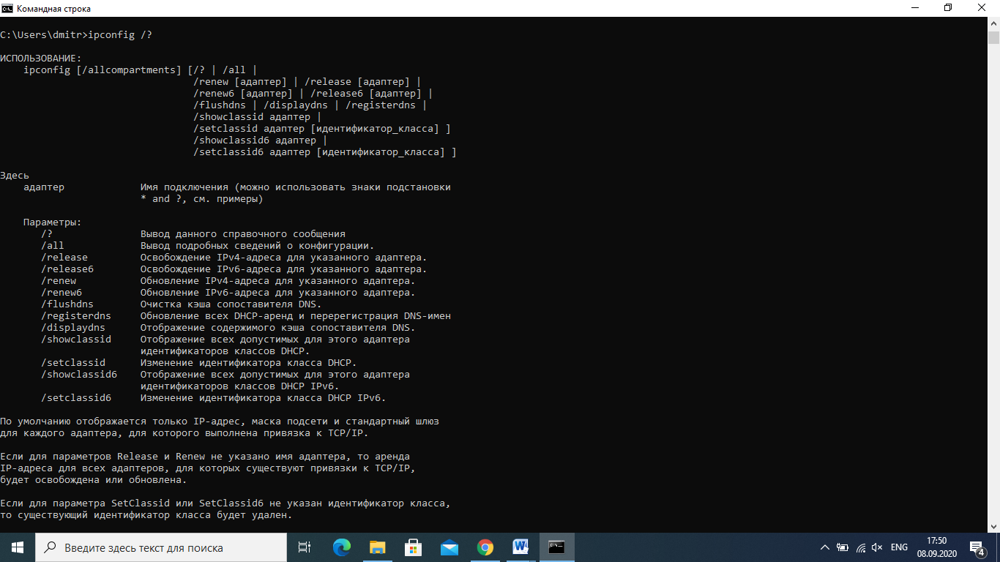 Командная строка
C:\Users\dmitr>ipconfig /?
ИСПОЛЬЗОВАНИЕ:
ipconfig [/allcompartments] [/? | /all |
/renew [адаптер] | /release [адаптер] |
/renew6 [адаптер] | /release6 [адаптер] |
/flushdns | /displaydns | /registerdns |
/showclassid адаптер |
/setclassid адаптер [идентификатор_класса] ]
/showclassid6 адаптер |
/setclassid6 адаптер [идентификатор_класса] ]
Здесь
адаптер Имя подключения (можно использовать знаки подстановки
* and ?, см. примеры)
Параметры:
/? Вывод данного справочного сообщения
/all Вывод подробных сведений о конфигурации.
/release Освобождение IPv4-адреса для указанного адаптера.
/release6 Освобождение IPv6-адреса для указанного адаптера.
/renew Обновление IPv4-адреса для указанного адаптера.
/renew6 Обновление IPv6-адреса для указанного адаптера.
/flushdns Очистка кэша сопоставителя DNS.
/registerdns Обновление всех DHCP-аренд и перерегистрация DNS-имен
/displaydns Отображение содержимого кэша сопоставителя DNS.
/showclassid Отображение всех допустимых для этого адаптера
идентификаторов классов DHCP.
/setclassid Изменение идентификатора класса DHCP.
/showclassid6 Отображение всех допустимых для этого адаптера
идентификаторов классов DHCP IPv6.
/setclassid6 Изменение идентификатора класса DHCP IPv6.
По умолчанию отображается только IP-адрес, маска подсети и стандартный шлюз
для каждого адаптера, для которого выполнена привязка к TCP/IP.
Если для параметров Release и Renew не указано имя адаптера, то аренда
IP-адреса для всех адаптеров, для которых существуют привязки к TCP/IP,
будет освобождена или обновлена.
Если для параметра SetClassid или SetClassid6 не указан идентификатор класса,
то существующий идентификатор класса будет удален.
Введите здесь текст для поиска
ENG
17:50
08.09.2020
4